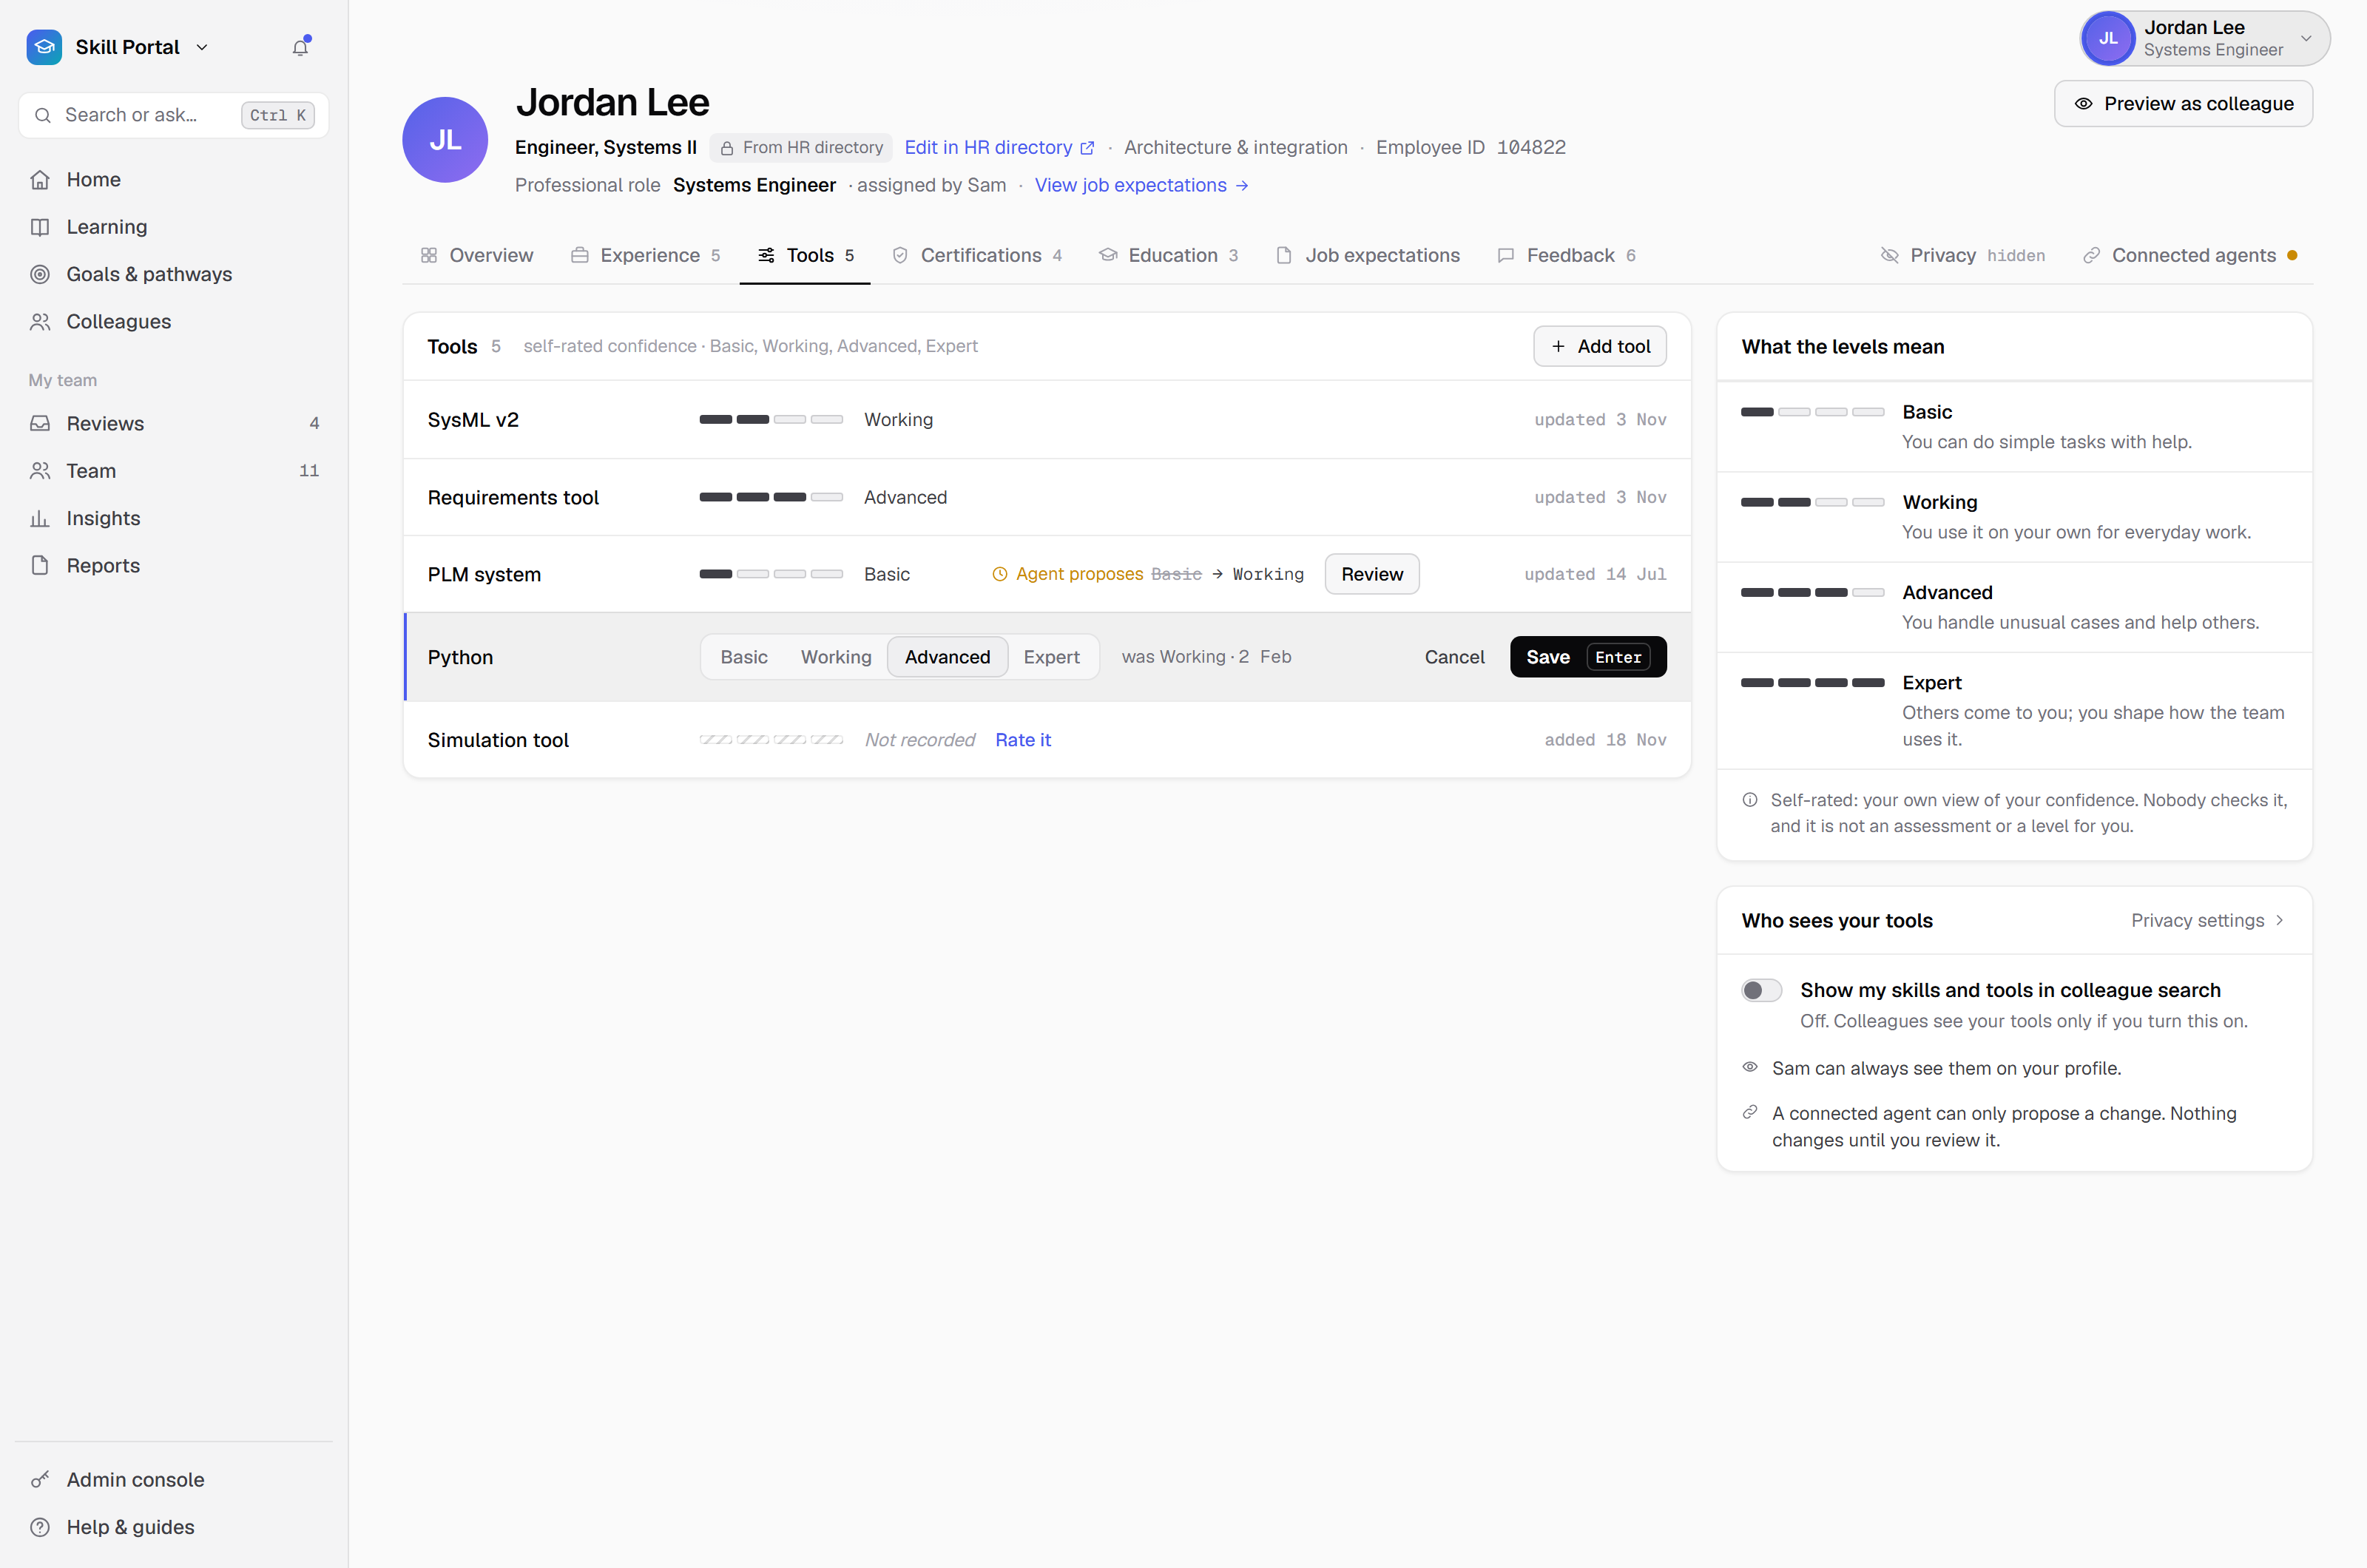 Skill Portal
Search or ask...
Ctrl K
Home
Learning
Goals & pathways
Colleagues
My team
Reviews 4
Team 11
Insights
Reports
Admin console
Help & guides
JL
Jordan Lee
Systems Engineer
Preview as colleague
JL
Jordan Lee
Engineer, Systems II From HR directory Edit in HR directory · Architecture & integration · Employee ID 104822
Professional role Systems Engineer · assigned by Sam · View job expectations →
Overview Experience 5 Tools 5 Certifications 4 Education 3 Job expectations Feedback 6 Privacy hidden Connected agents
Tools 5 self-rated confidence · Basic, Working, Advanced, Expert + Add tool
SysML v2 Working updated 3 Nov
Requirements tool Advanced updated 3 Nov
PLM system Basic Agent proposes Basic → Working Review updated 14 Jul
Python Basic Working Advanced Expert was Working · 2 Feb Cancel Save Enter
Simulation tool Not recorded Rate it added 18 Nov
What the levels mean
Basic
You can do simple tasks with help.
Working
You use it on your own for everyday work.
Advanced
You handle unusual cases and help others.
Expert
Others come to you; you shape how the team
uses it.
Self-rated: your own view of your confidence. Nobody checks it,
and it is not an assessment or a level for you.
Who sees your tools Privacy settings
Show my skills and tools in colleague search
Off. Colleagues see your tools only if you turn this on.
Sam can always see them on your profile.
A connected agent can only propose a change. Nothing
changes until you review it.